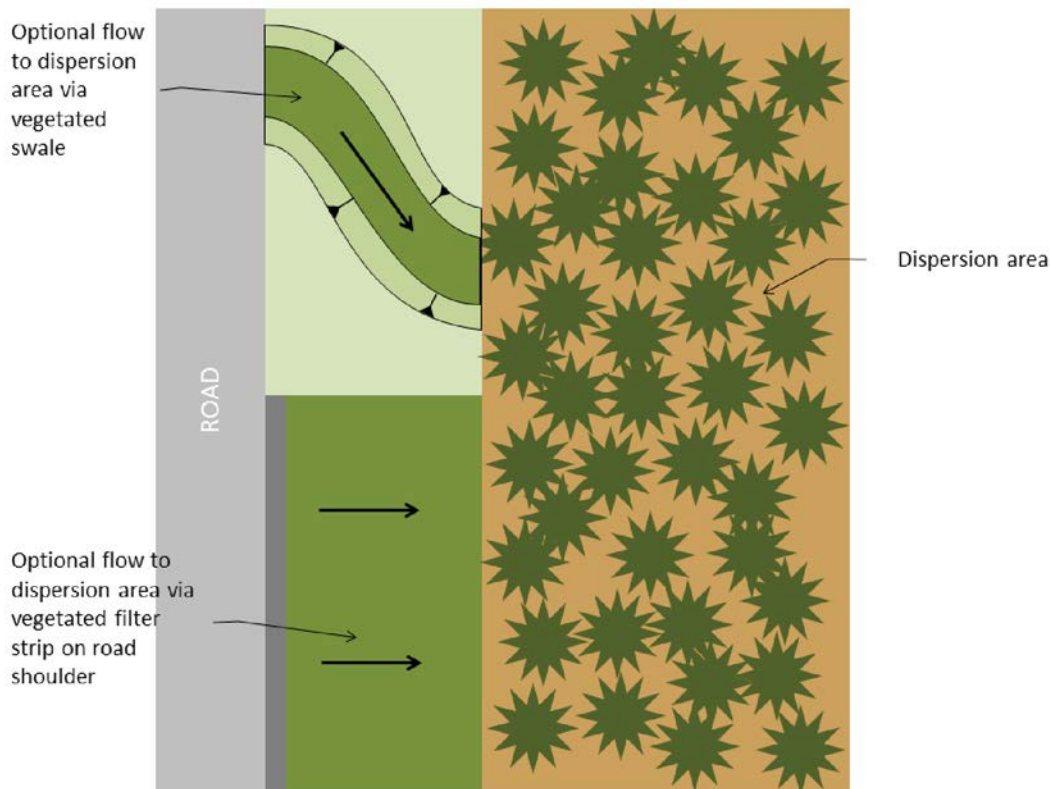 Optional flow
to dispersion
area via
vegetated
swale
Dispersion area
ROAD
Optional flow to
dispersion area via
vegetated filter
strip on road
shoulder